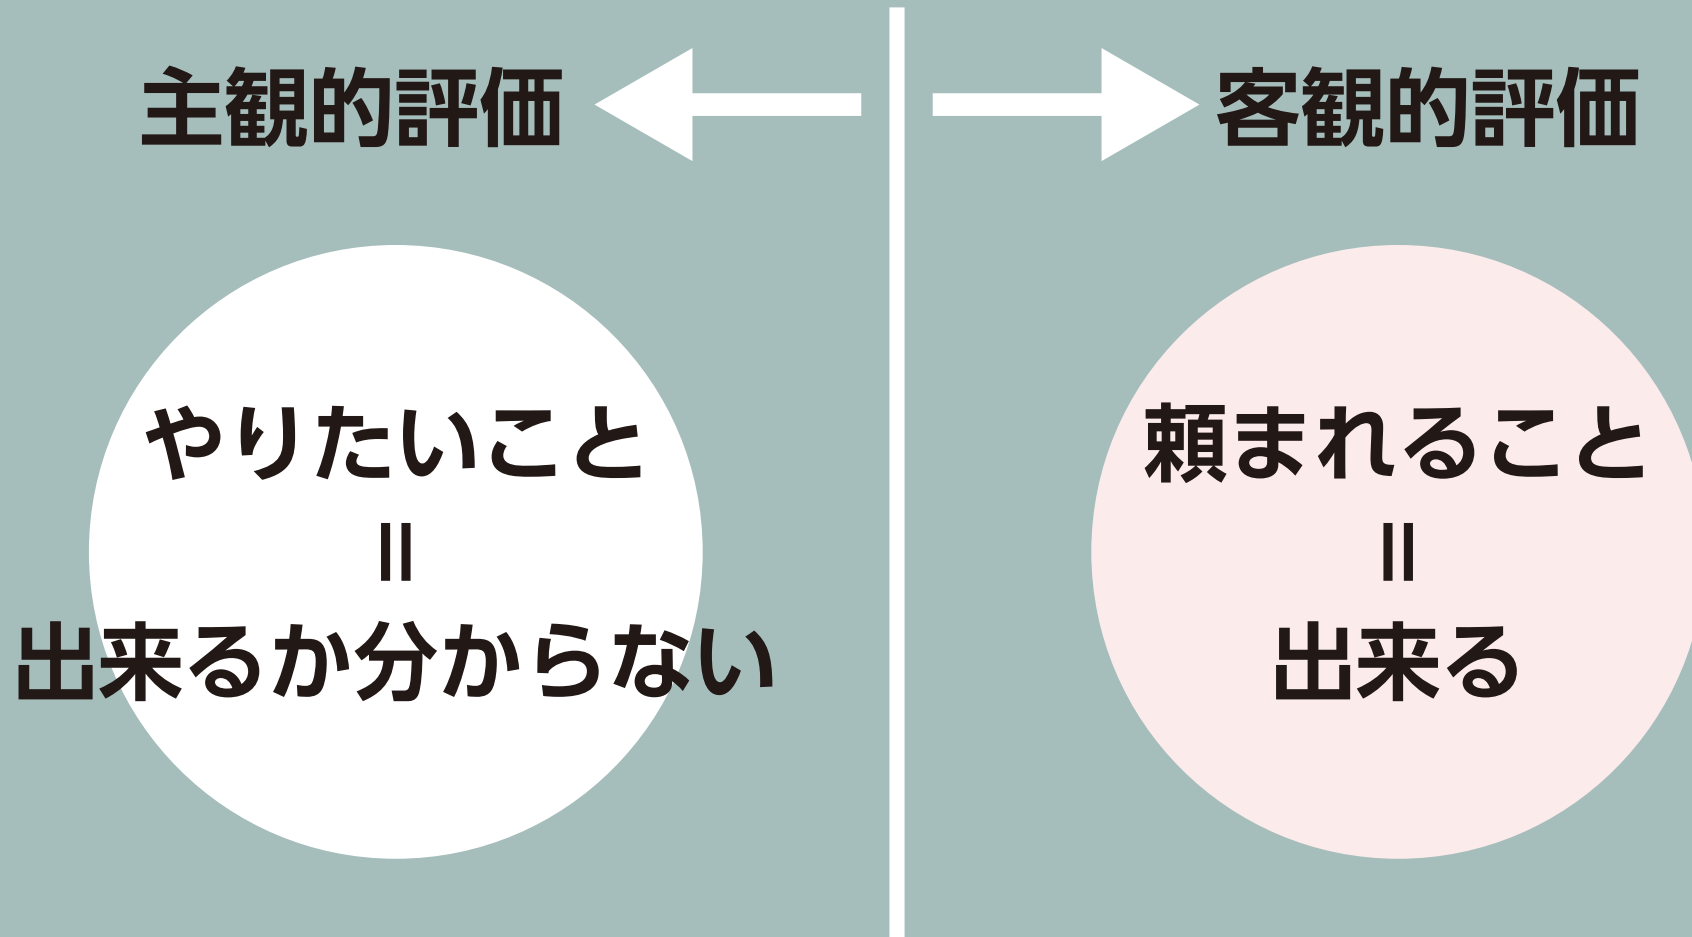 主観的評価
客観的評価
やりたいこと
=
出来るか分からない
頼まれること
=
出来る